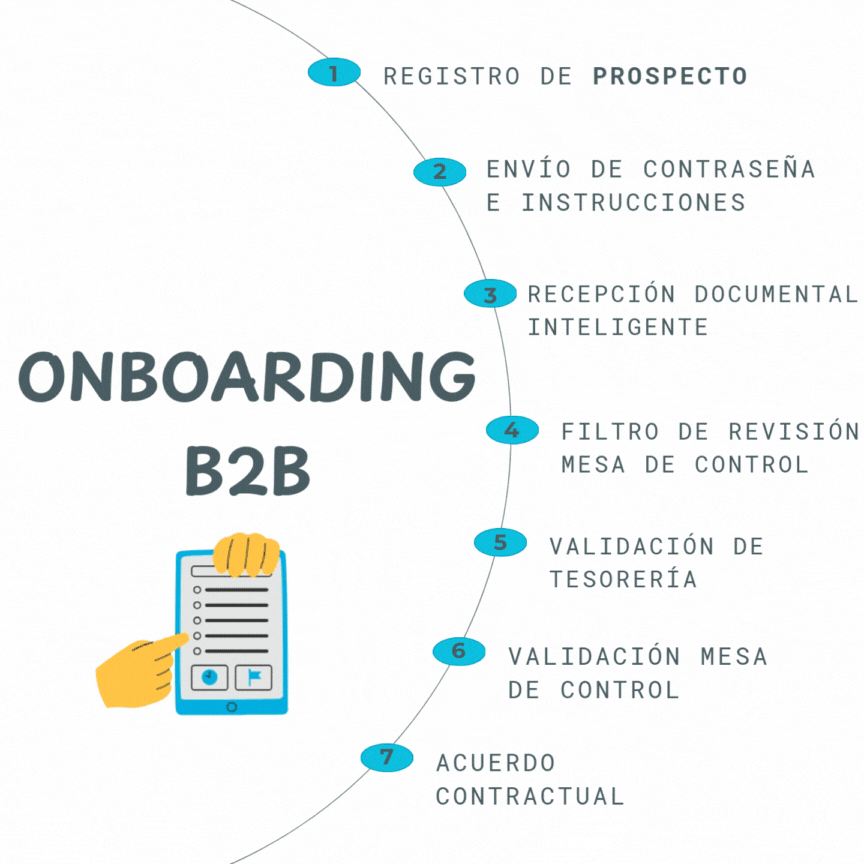 1
REGISTRO DE PROSPECTO
2
ENVÍO DE CONTRASEÑA
E INSTRUCCIONES
3
RECEPCIÓN DOCUMENTAL
INTELIGENTE
ONBOARDING
B2B
4
FILTRO DE REVISIÓN
MESA DE CONTROL
5
VALIDACIÓN DE
TESORERÍA
6
VALIDACIÓN MESA
DE CONTROL
7
ACUERDO
CONTRACTUAL